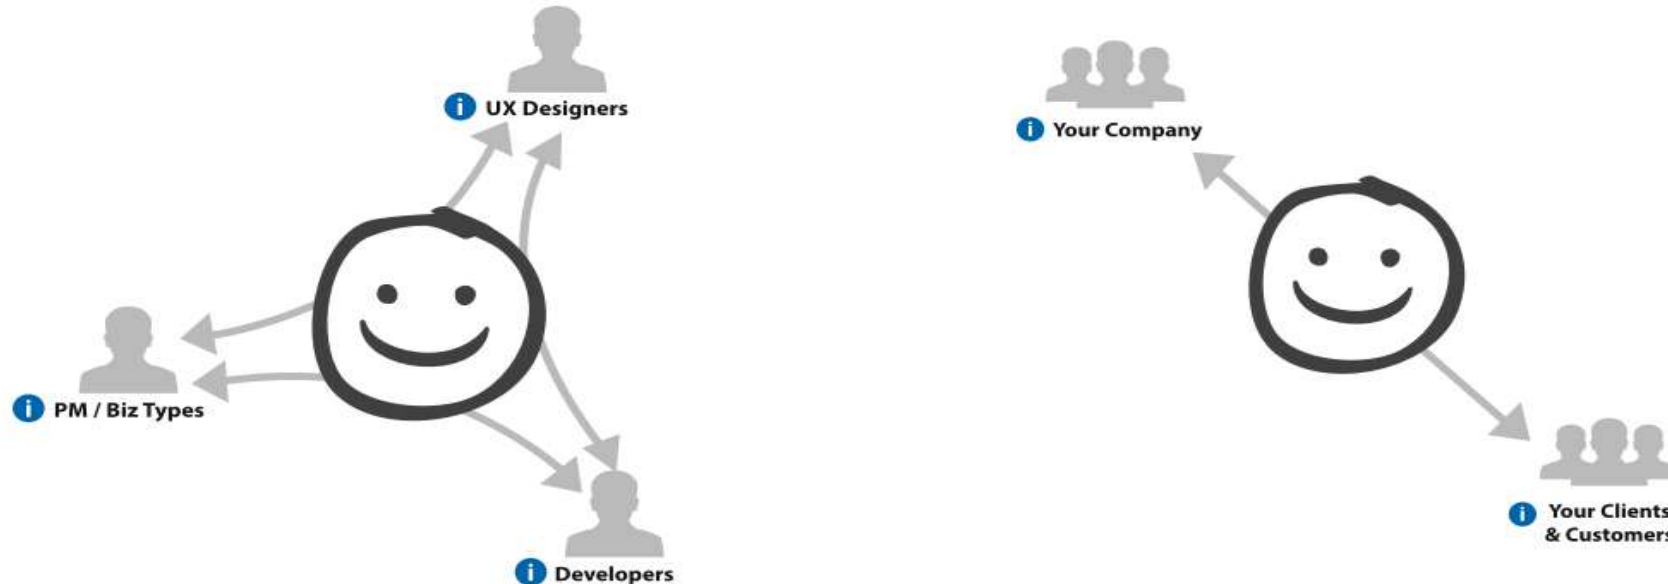 i UX Designers
i Your Company
i PM / Biz Types
i Your Clients
& Customers
i Developers